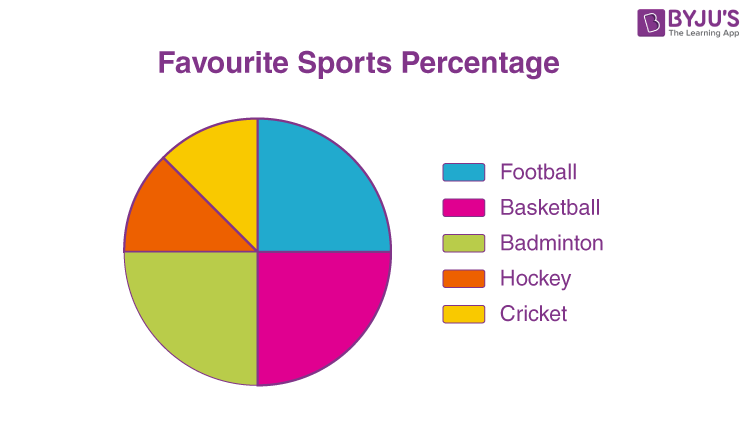 BYJU'S
The Learning App
Favourite Sports Percentage
Football
Basketball
Badminton
Hockey
Cricket